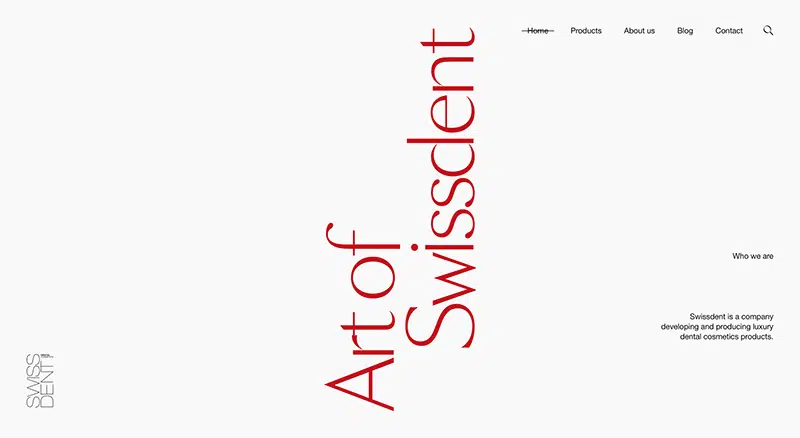 Home
Products
About us
Blog
Contact
Art of
Swissdent
Who we are
Swissdent is a company
developing and producing luxury
dental cosmetics products.
SWISS
DENT